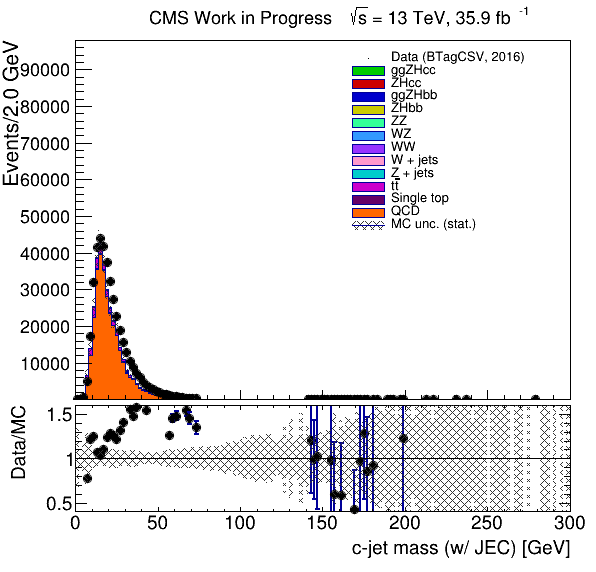 CMS Work in Progress √s = 13 TeV, 35.9 fb -1
Events/2.0 GeV
90000
80000
70000
60000
50000
40000
30000
20000
10000
Data (BTagCSV, 2016)
ggZHcc
ZHcc
ggZHbb
ZHbb
ZZ
WZ
WW
W + jets
Z + jets
tt̅
Single top
QCD
MC unc. (stat.)
Data/MC
1.5
1
0.5
0 50 100 150 200 250 300
c-jet mass (w/ JEC) [GeV]